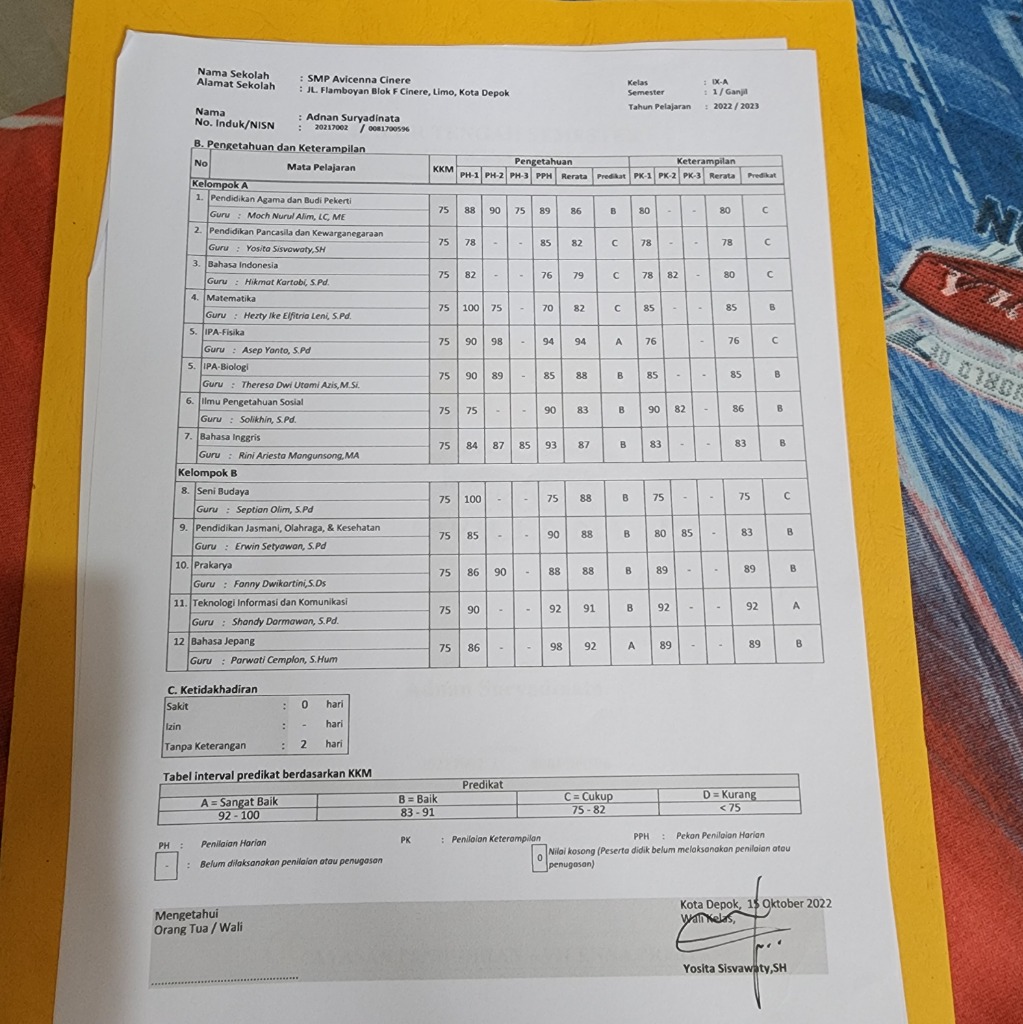 Nama Sekolah : SMP Avicenna Cinere
Alamat Sekolah : JL. Flamboyan Blok F Cinere, Limo, Kota Depok
Kelas : IX-A
Semester : 1 / Ganjil
Tahun Pelajaran : 2022 / 2023
Nama : Adnan Suryadinata
No. Induk/NISN : 20217002 / 0081700596
B. Pengetahuan dan Keterampilan
No Mata Pelajaran KKM Pengetahuan Keterampilan
PH-1 PH-2 PH-3 PPH Rerata Predikat PK-1 PK-2 PK-3 Rerata Predikat
Kelompok A
1. Pendidikan Agama dan Budi Pekerti
Guru : Moch Nurul Alim, LC, ME
75 88 90 75 89 86 B 80 - - 80 C
2. Pendidikan Pancasila dan Kewarganegaraan
Guru : Yosita Sisvawaty,SH
75 78 - - 85 82 C 78 - - 78 C
3. Bahasa Indonesia
Guru : Hikmat Kartobi, S.Pd.
75 82 - - 76 79 C 78 82 - 80 C
4. Matematika
Guru : Hezty Ike Elfitria Leni, S.Pd.
75 100 75 - 70 82 C 85 - - 85 B
5. IPA-Fisika
Guru : Asep Yanto, S.Pd
75 90 98 - 94 94 A 76 - 76 C
5. IPA-Biologi
Guru : Theresa Dwi Utami Azis,M.Si.
75 90 89 - 85 88 B 85 - - 85 B
6. Ilmu Pengetahuan Sosial
Guru : Solikhin, S.Pd.
75 75 - - 90 83 B 90 82 - 86 B
7. Bahasa Inggris
Guru : Rini Ariesta Mangunsong,MA
75 84 87 85 93 87 B 83 - - 83 B
Kelompok B
8. Seni Budaya
Guru : Septian Olim, S.Pd
75 100 - - 75 88 B 75 - - 75 C
9. Pendidikan Jasmani, Olahraga, & Kesehatan
Guru : Erwin Setyawan, S.Pd
75 85 - - 90 88 B 80 85 - 83 B
10. Prakarya
Guru : Fanny Dwikartini,S.Ds
75 86 90 - 88 88 B 89 - - 89 B
11. Teknologi Informasi dan Komunikasi
Guru : Shandy Darmawan, S.Pd.
75 90 - - 92 91 B 92 - - 92 A
12 Bahasa Jepang
Guru : Parwati Cemplon, S.Hum
75 86 - - 98 92 A 89 - - 89 B
C. Ketidakhadiran
Sakit : 0 hari
Izin : - hari
Tanpa Keterangan : 2 hari
Tabel interval predikat berdasarkan KKM
Predikat
A = Sangat Baik B = Baik C = Cukup D = Kurang
92 - 100 83 - 91 75 - 82 < 75
PH : Penilaian Harian PK : Penilaian Keterampilan PPH : Pekan Penilaian Harian
- : Belum dilaksanakan penilaian atau penugasan
0 Nilai kosong (Peserta didik belum melaksanakan penilaian atau
penugasan)
Mengetahui
Orang Tua / Wali
Kota Depok, 15 Oktober 2022
Wali Kelas,
Yosita Sisvawaty,SH